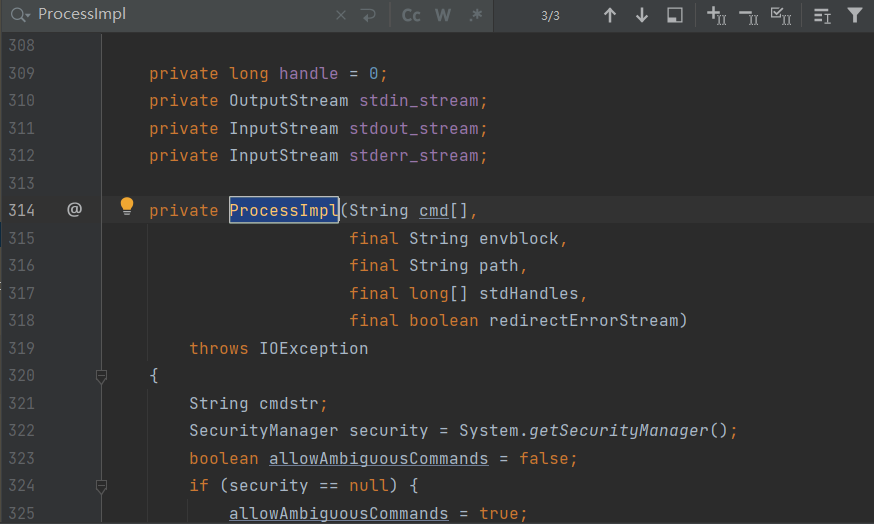 ProcessImpl Cc W .* 3/3
308
309 private long handle = 0;
310 private OutputStream stdin_stream;
311 private InputStream stdout_stream;
312 private InputStream stderr_stream;
313
314 @ private ProcessImpl(String cmd[],
315 final String envblock,
316 final String path,
317 final long[] stdHandles,
318 final boolean redirectErrorStream)
319 throws IOException
320 {
321 String cmdstr;
322 SecurityManager security = System.getSecurityManager();
323 boolean allowAmbiguousCommands = false;
324 if (security == null) {
325 allowAmbiguousCommands = true;